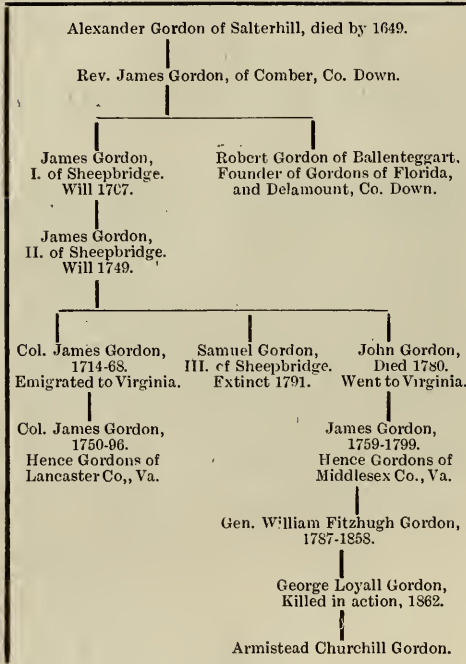 Alexander Gordon of Salterhill, died by 1649.
Rev. James Gordon, of Comber, Co. Down.
James Gordon,
I. of Sheepbridge.
Will 1707.
Robert Gordon of Ballenteggart,
Founder of Gordons of Florida,
and Delamount, Co. Down.
James Gordon,
II. of Sheepbridge.
Will 1749.
Col. James Gordon,
1714-68.
Emigrated to Virginia.
Samuel Gordon,
III. of Sheepbridge.
Extinct 1791.
John Gordon,
Died 1780.
Went to Virginia.
Col. James Gordon,
1750-96.
Hence Gordons of
Lancaster Co,, Va.
James Gordon,
1759-1799.
Hence Gordons of
Middlesex Co., Va.
Gen. William Fitzhugh Gordon,
1787-1858.
George Loyall Gordon,
Killed in action, 1862.
Armistead Churchill Gordon.